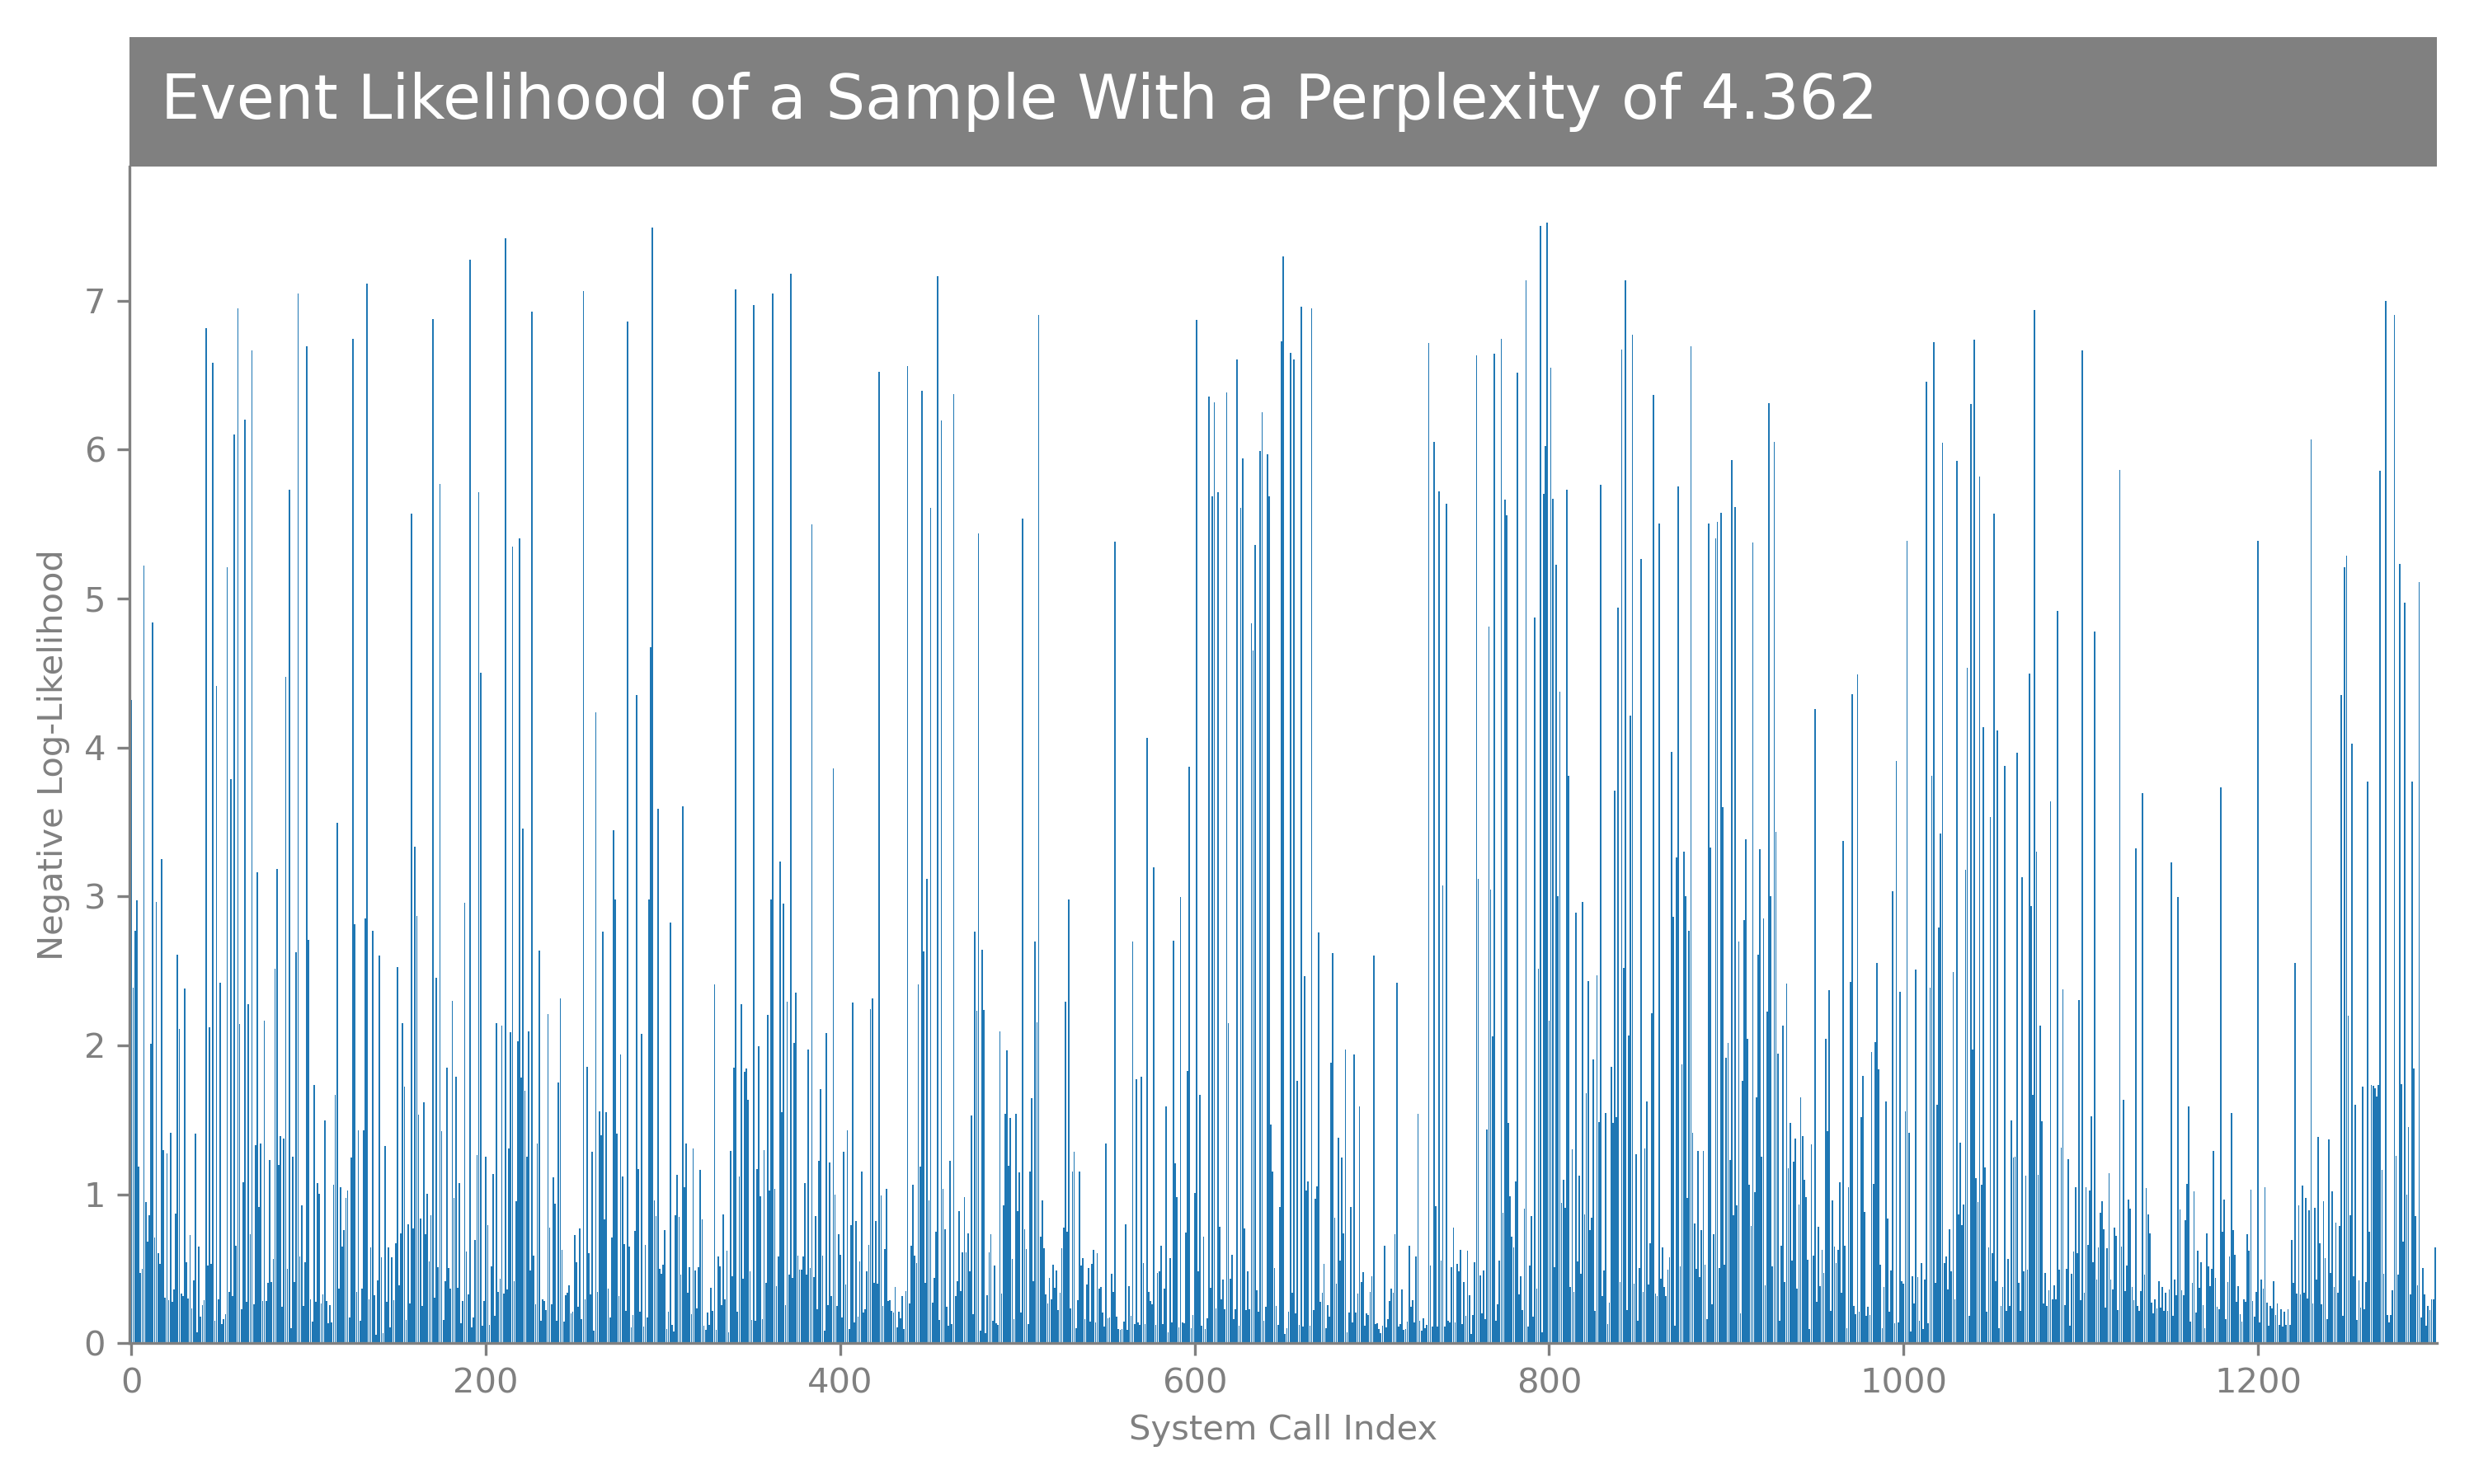 Event Likelihood of a Sample With a Perplexity of 4.362
7
6
5
4
3
2
1
0
Negative Log-Likelihood
0 200 400 600 800 1000 1200
System Call Index